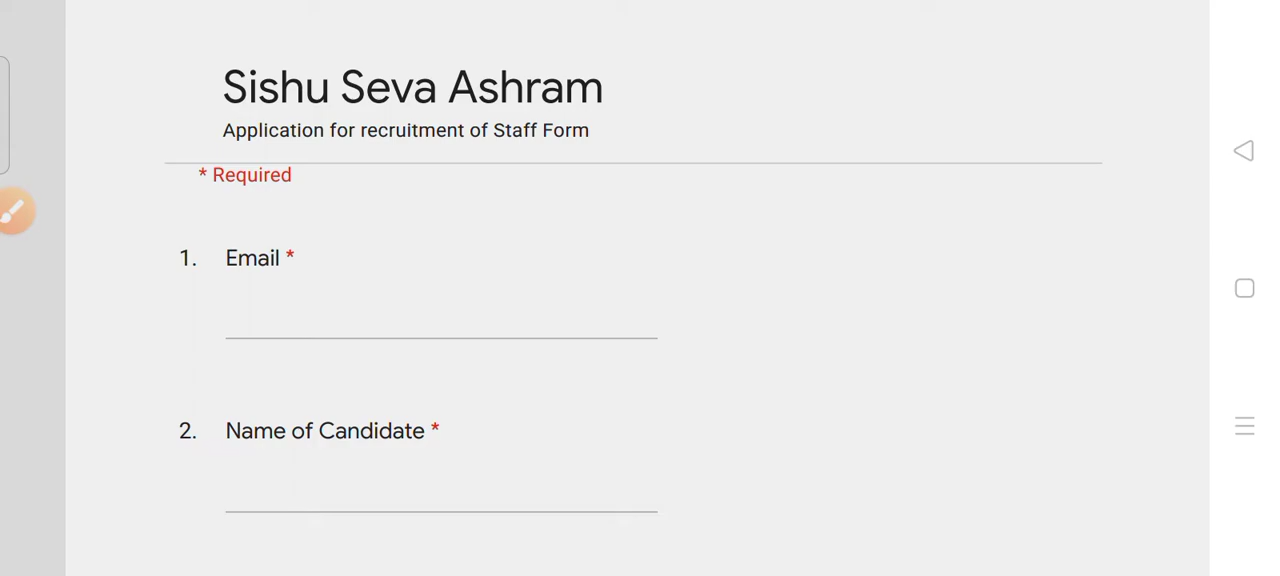 Sishu Seva Ashram
Application for recruitment of Staff Form
* Required
1. Email *
2. Name of Candidate *